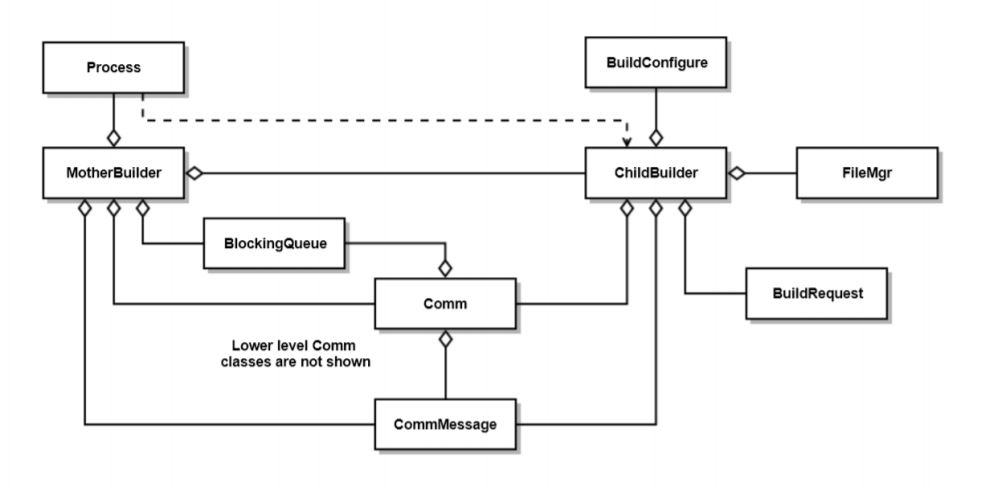 BuildConfigure
Process
MotherBuilder
ChildBuilder
FileMgr
BlockingQueue
BuildRequest
Comm
Lower level Comm
classes are not shown
CommMessage